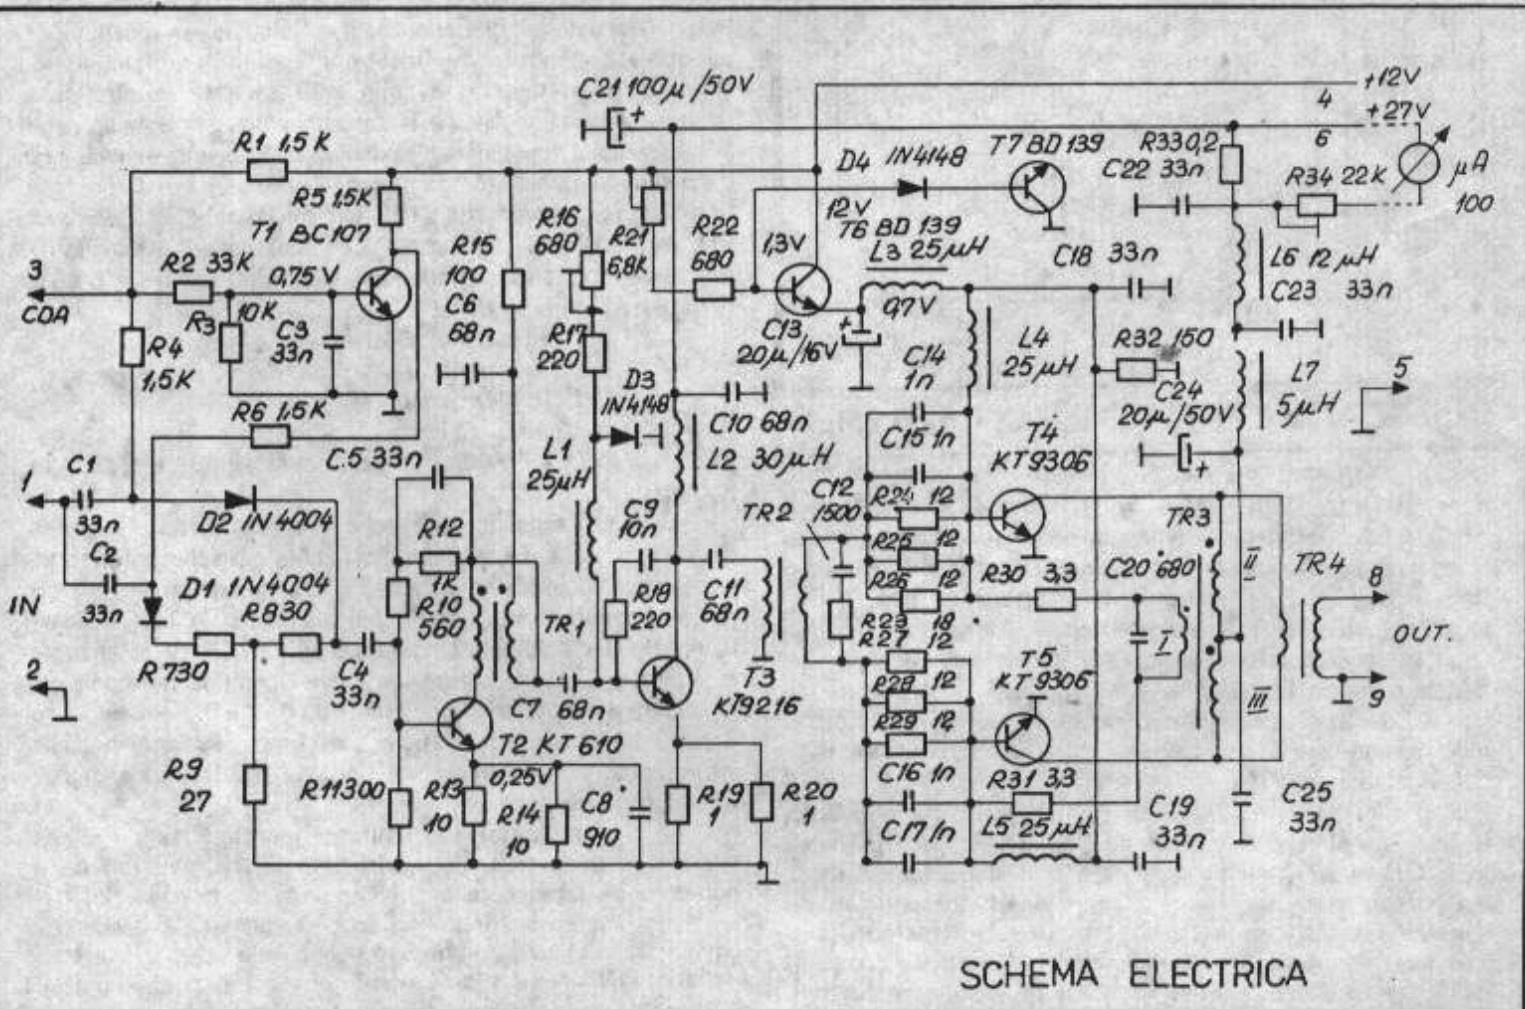 C21 100µ/50V
+12V
4
+27V
6
R1 1,5K
D4 1N4148
T7 BD 139
R33 0,2
C22 33n
R34 22K
µA
100
R5 1,5K
T1 BC107
R16
680
R21
6,8K
R22
680
12V
T6 BD 139
L3 25µH
1,3V
R15
100
C6
68n
C18 33n
L6 12µH
C23 33n
3
CDA
R2 33K
0,75V
R3
10K
C3
33n
R4
1,5K
R17
220
C13
20µ/16V
0,7V
C14
1n
L4
25µH
R32 150
C24
20µ/50V
L7
5µH
5
R6 1,5K
D3
1N4148
C10 68n
L2 30µH
C15 1n
T4
KT9306
C5 33n
L1
25µH
C1
33n
1
D2 1N4004
C2
33n
R12
1K
C9
10n
TR2
C12
1500
R24 12
R25 12
R26 12
R23 18
R30 3,3
C20 680
TR3
I
II
III
TR4
8
OUT.
9
IN
D1 1N4004
R8 30
R7 30
R10
560
TR1
R18
220
C11
68n
R27 12
R28 12
R29 12
T3
KT9216
T5
KT9306
2
C4
33n
C7 68n
T2 KT610
0,25V
C16 1n
R31 3,3
R9
27
R11 300
R13
10
R14
10
C8
910
R19
1
R20
1
C17 1n
L5 25µH
C19
33n
C25
33n
SCHEMA ELECTRICA